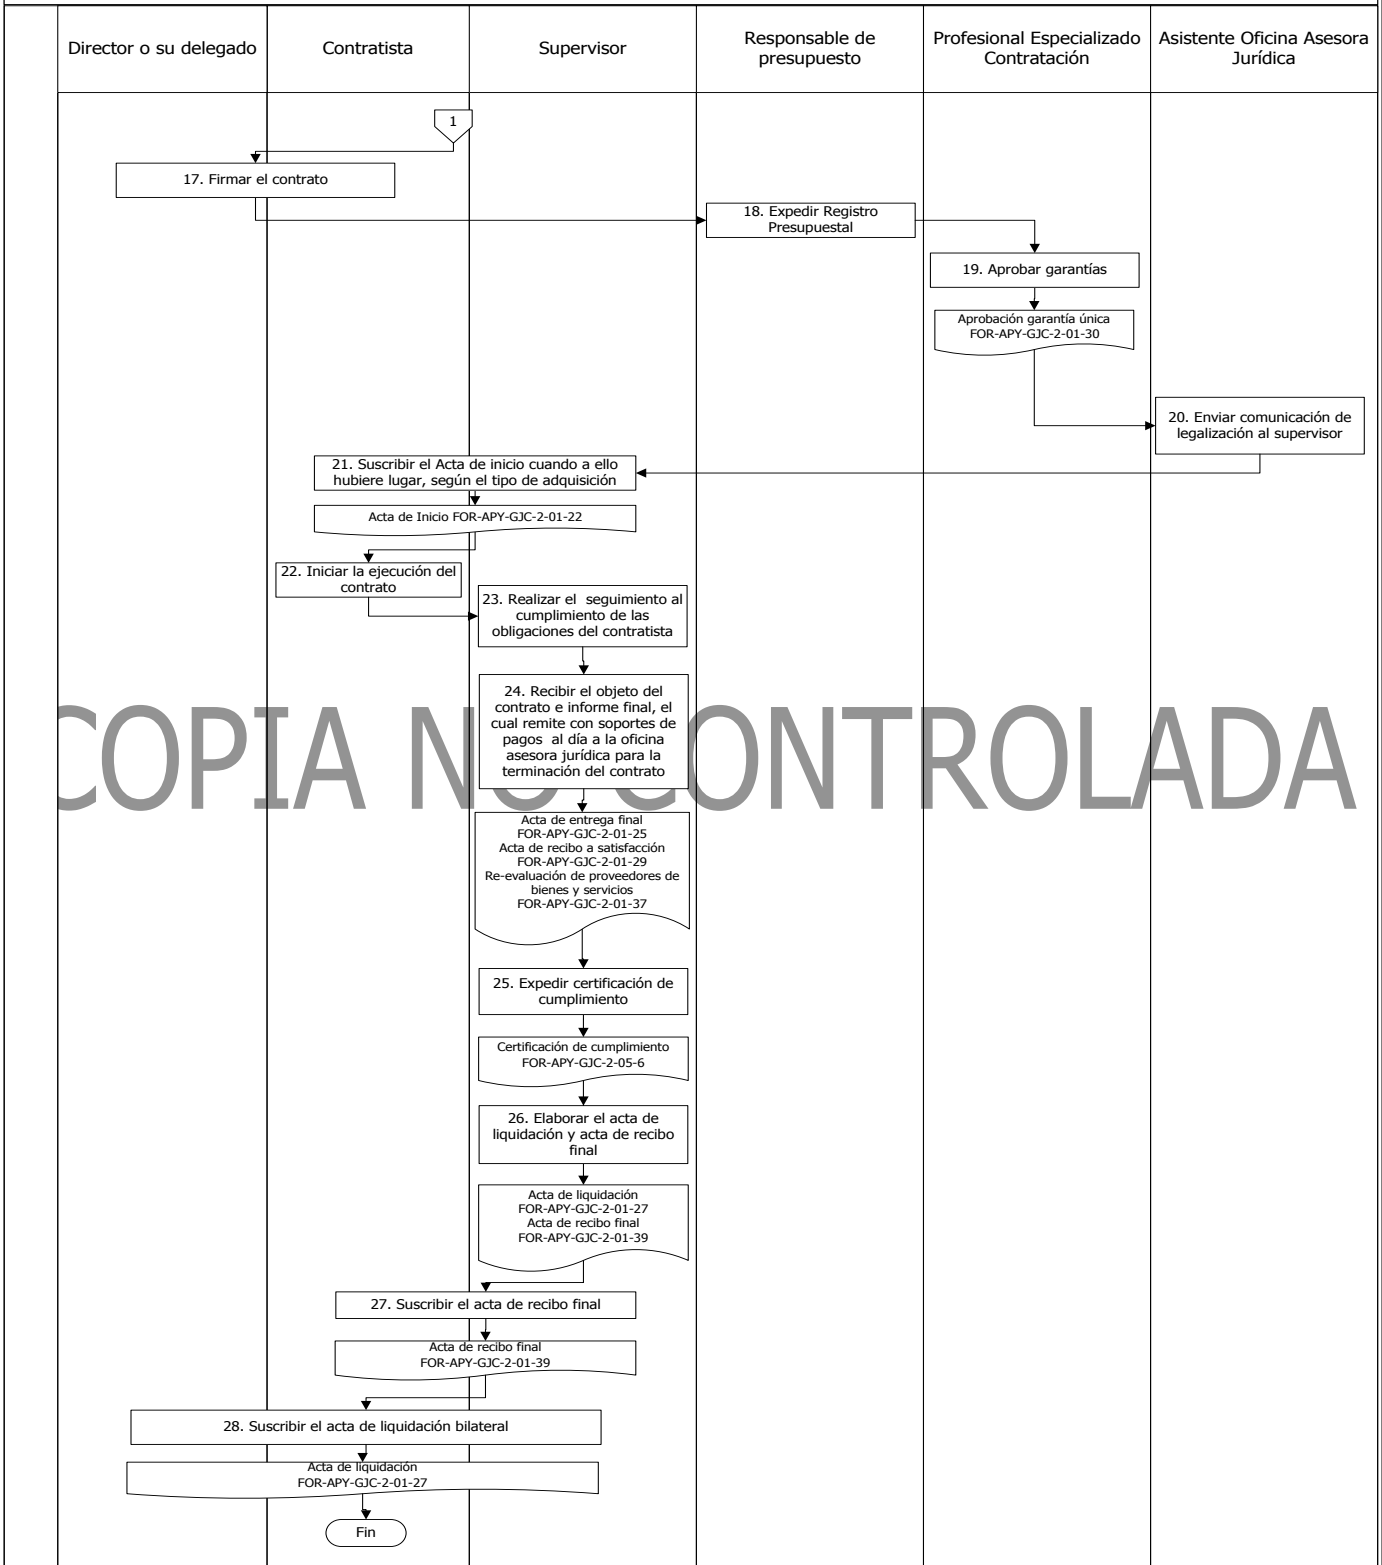 Director o su delegado
Contratista
Supervisor
Responsable de
presupuesto
Profesional Especializado
Contratación
Asistente Oficina Asesora
Jurídica
1
17. Firmar el contrato
18. Expedir Registro
Presupuestal
19. Aprobar garantías
Aprobación garantía única
FOR-APY-GJC-2-01-30
20. Enviar comunicación de
legalización al supervisor
21. Suscribir el Acta de inicio cuando a ello
hubiere lugar, según el tipo de adquisición
Acta de Inicio FOR-APY-GJC-2-01-22
22. Iniciar la ejecución del
contrato
23. Realizar el seguimiento al
cumplimiento de las
obligaciones del contratista
24. Recibir el objeto del
contrato e informe final, el
cual remite con soportes de
pagos al día a la oficina
asesora jurídica para la
terminación del contrato
COPIA NO CONTROLADA
Acta de entrega final
FOR-APY-GJC-2-01-25
Acta de recibo a satisfacción
FOR-APY-GJC-2-01-29
Re-evaluación de proveedores de
bienes y servicios
FOR-APY-GJC-2-01-37
25. Expedir certificación de
cumplimiento
Certificación de cumplimiento
FOR-APY-GJC-2-05-6
26. Elaborar el acta de
liquidación y acta de recibo
final
Acta de liquidación
FOR-APY-GJC-2-01-27
Acta de recibo final
FOR-APY-GJC-2-01-39
27. Suscribir el acta de recibo final
Acta de recibo final
FOR-APY-GJC-2-01-39
28. Suscribir el acta de liquidación bilateral
Acta de liquidación
FOR-APY-GJC-2-01-27
Fin